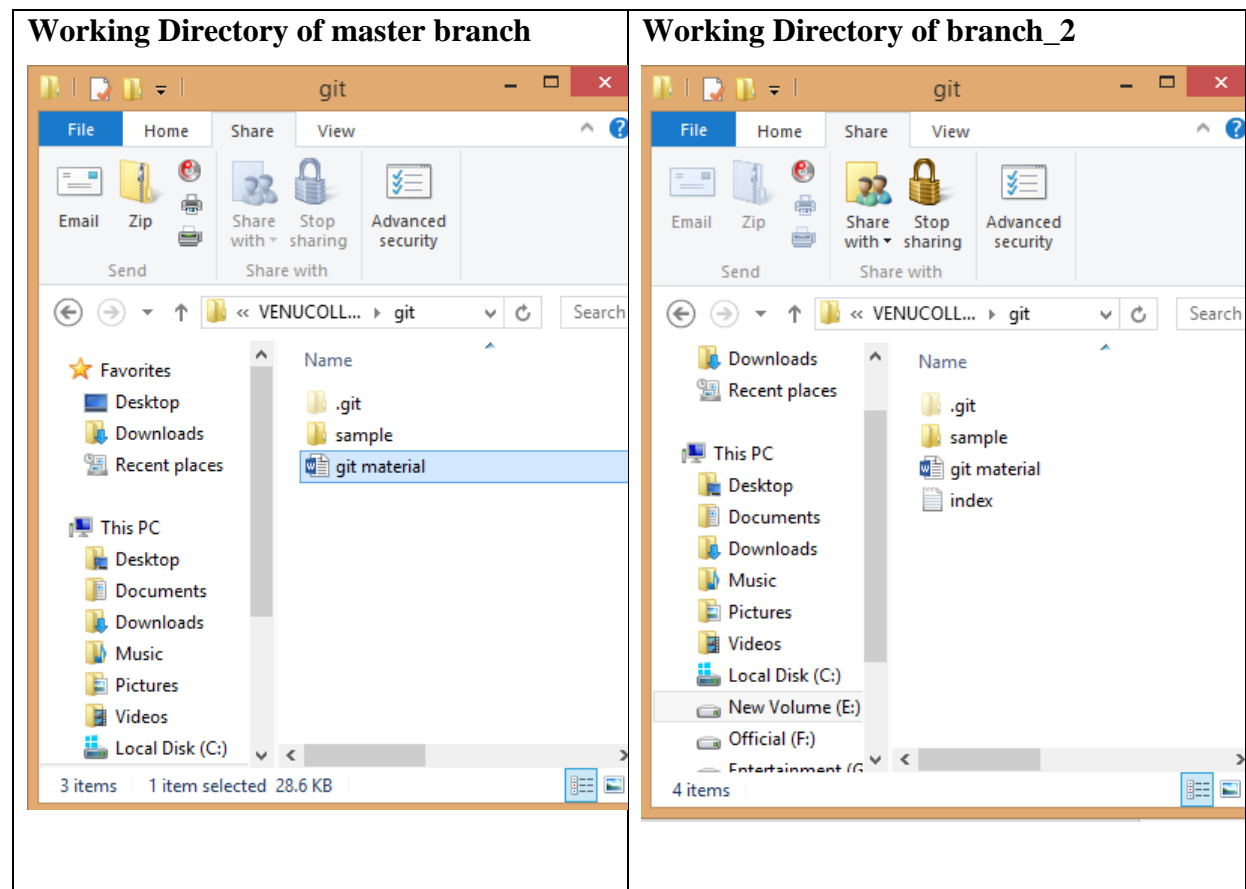 Working Directory of master branch
git
File Home Share View
Email Zip Share with Stop sharing Advanced security
Send Share with
« VENUCOLL... git Search
Favorites
Desktop
Downloads
Recent places
This PC
Desktop
Documents
Downloads
Music
Pictures
Videos
Local Disk (C:)
Name
.git
sample
git material
3 items 1 item selected 28.6 KB
Working Directory of branch_2
git
File Home Share View
Email Zip Share with Stop sharing Advanced security
Send Share with
« VENUCOLL... git Search
Downloads
Recent places
This PC
Desktop
Documents
Downloads
Music
Pictures
Videos
Local Disk (C:)
New Volume (E:)
Official (F:)
Entertainment (G
Name
.git
sample
git material
index
4 items